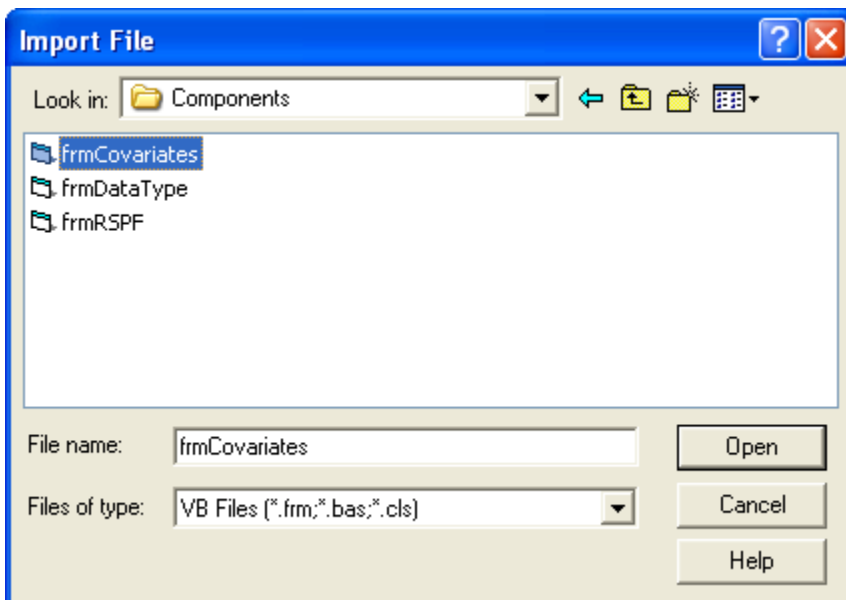 Import File
Look in: Components
frmCovariates
frmDataType
frmRSPF
File name: frmCovariates Open
Files of type: VB Files (*.frm;*.bas;*.cls) Cancel
Help